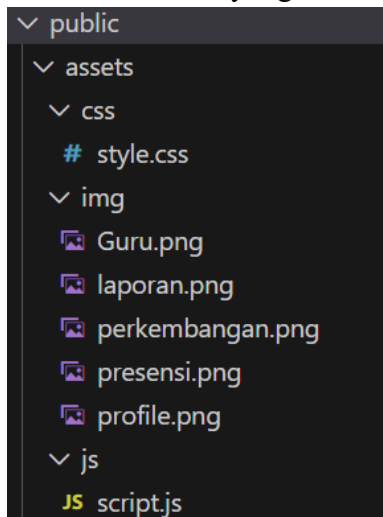 public
assets
css
# style.css
img
Guru.png
laporan.png
perkembangan.png
presensi.png
profile.png
js
JS script.js